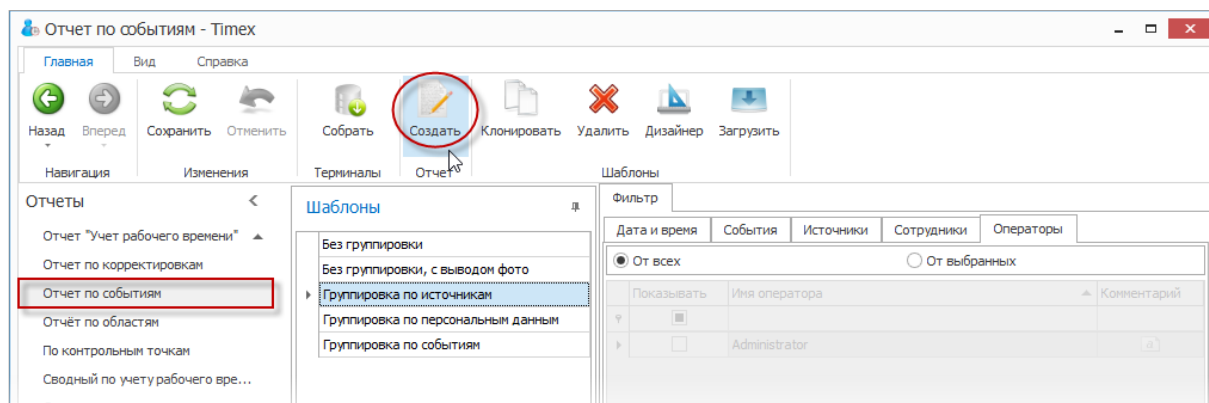 Отчет по событиям - Timex
Главная Вид Справка
Назад Вперед Сохранить Отменить Собрать Создать Клонировать Удалить Дизайнер Загрузить
Навигация Изменения Терминалы Отчет Шаблоны
Отчеты
Отчет "Учет рабочего времени"
Отчет по корректировкам
Отчет по событиям
Отчёт по областям
По контрольным точкам
Сводный по учету рабочего вре...
Шаблоны
Без группировки
Без группировки, с выводом фото
Группировка по источникам
Группировка по персональным данным
Группировка по событиям
Фильтр
Дата и время События Источники Сотрудники Операторы
От всех От выбранных
Показывать Имя оператора Комментарий
Administrator